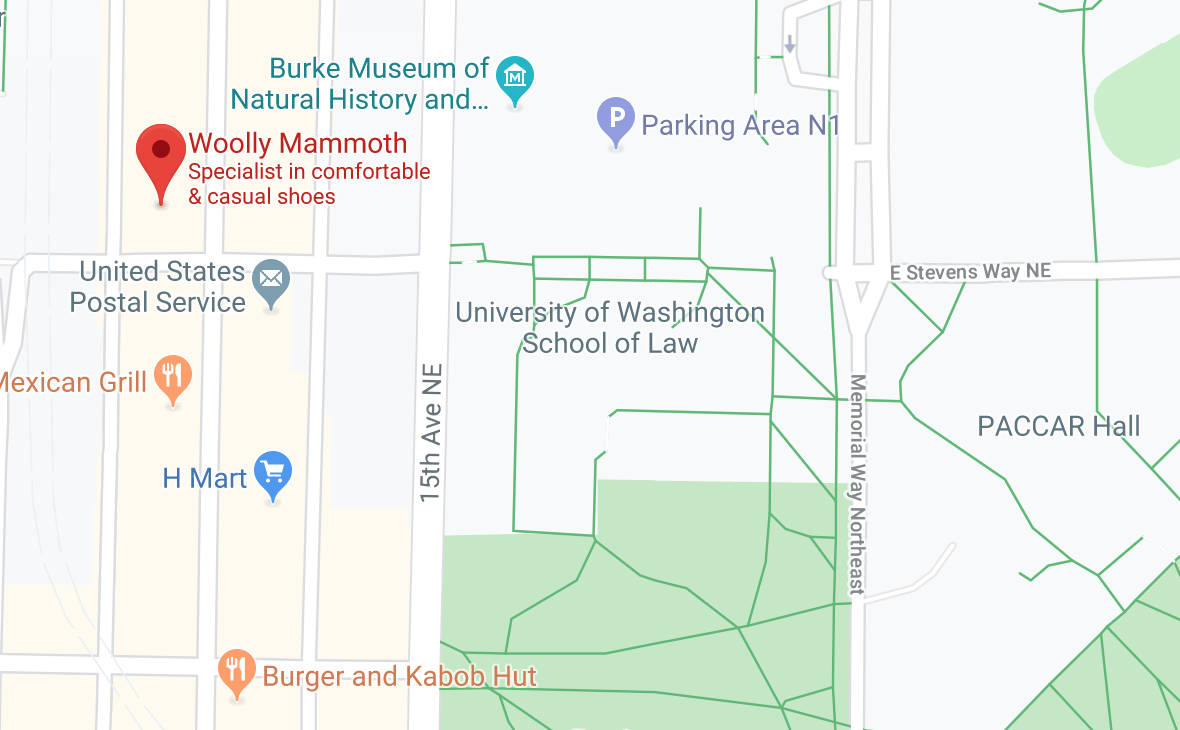 Burke Museum of
Natural History and...
P
Parking Area N1
Woolly Mammoth
Specialist in comfortable
& casual shoes
United States
Postal Service
E Stevens Way NE
University of Washington
School of Law
Mexican Grill
15th Ave NE
Memorial Way Northeast
PACCAR Hall
H Mart
Burger and Kabob Hut